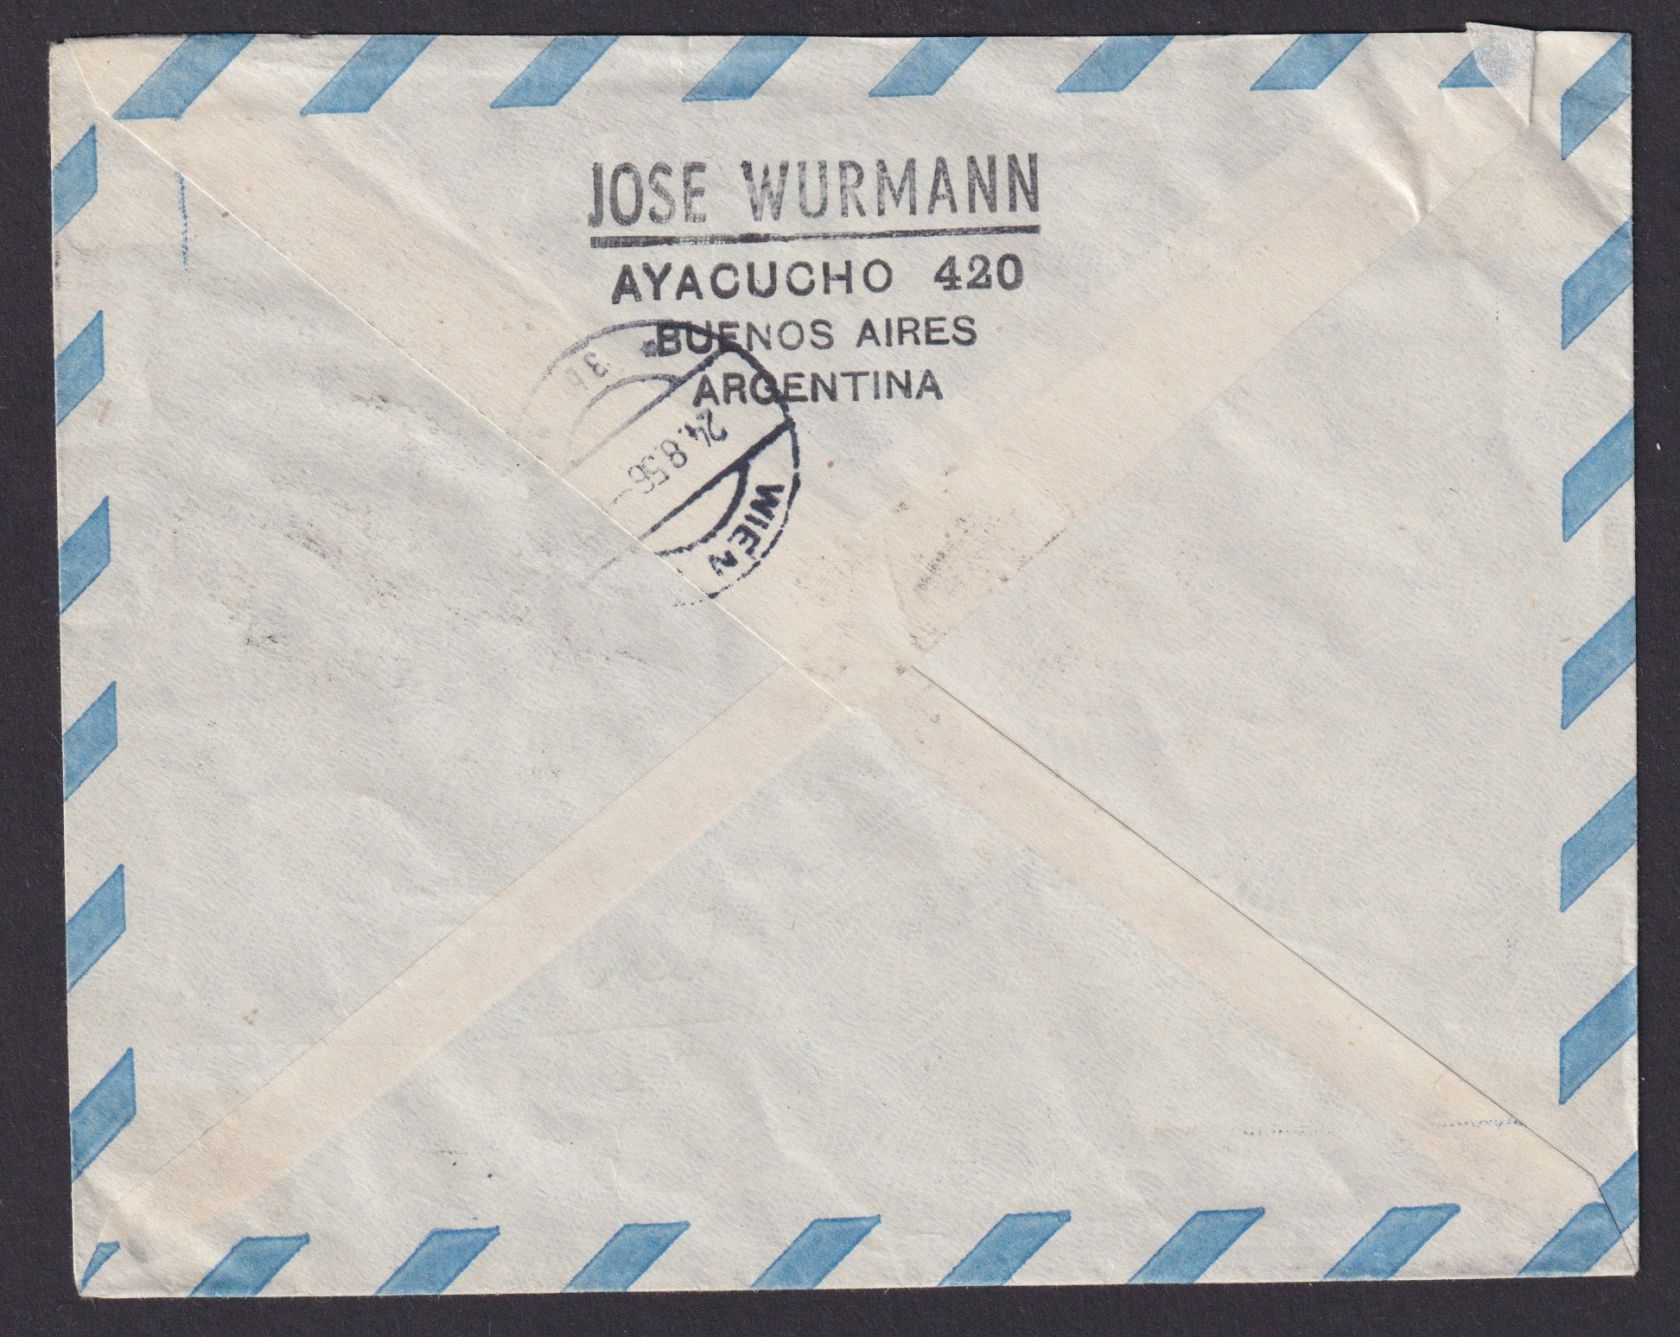 JOSE WURMANN
AYACUCHO 420
BUENOS AIRES
ARGENTINA
WIEN
24.8.56